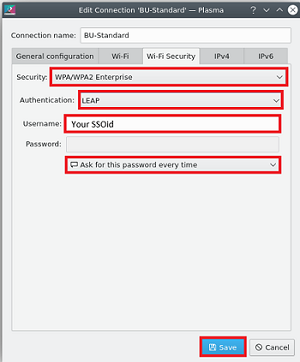 Edit Connection 'BU-Standard' — Plasma
Connection name: BU-Standard
General configuration Wi-Fi Wi-Fi Security IPv4 IPv6
Security: WPA/WPA2 Enterprise
Authentication: LEAP
Username: Your SSOid
Password:
Ask for this password every time
Save Cancel